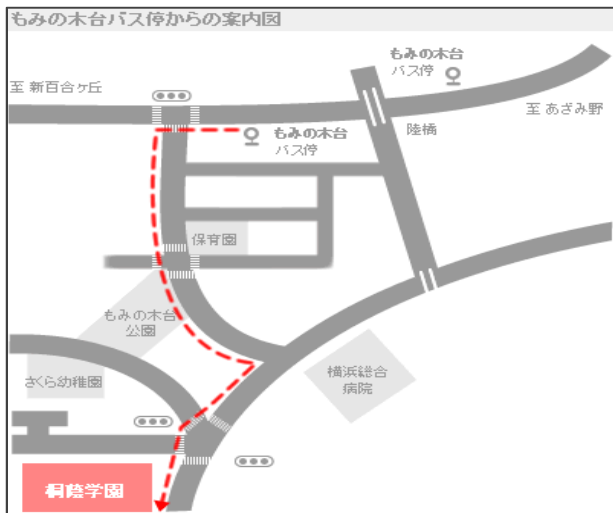 もみの木台バス停からの案内図
もみの木台
バス停
至 新百合ヶ丘
至 あざみ野
もみの木台
バス停
陸橋
保育園
もみの木台
公園
横浜総合
病院
さくら幼稚園
桐蔭学園